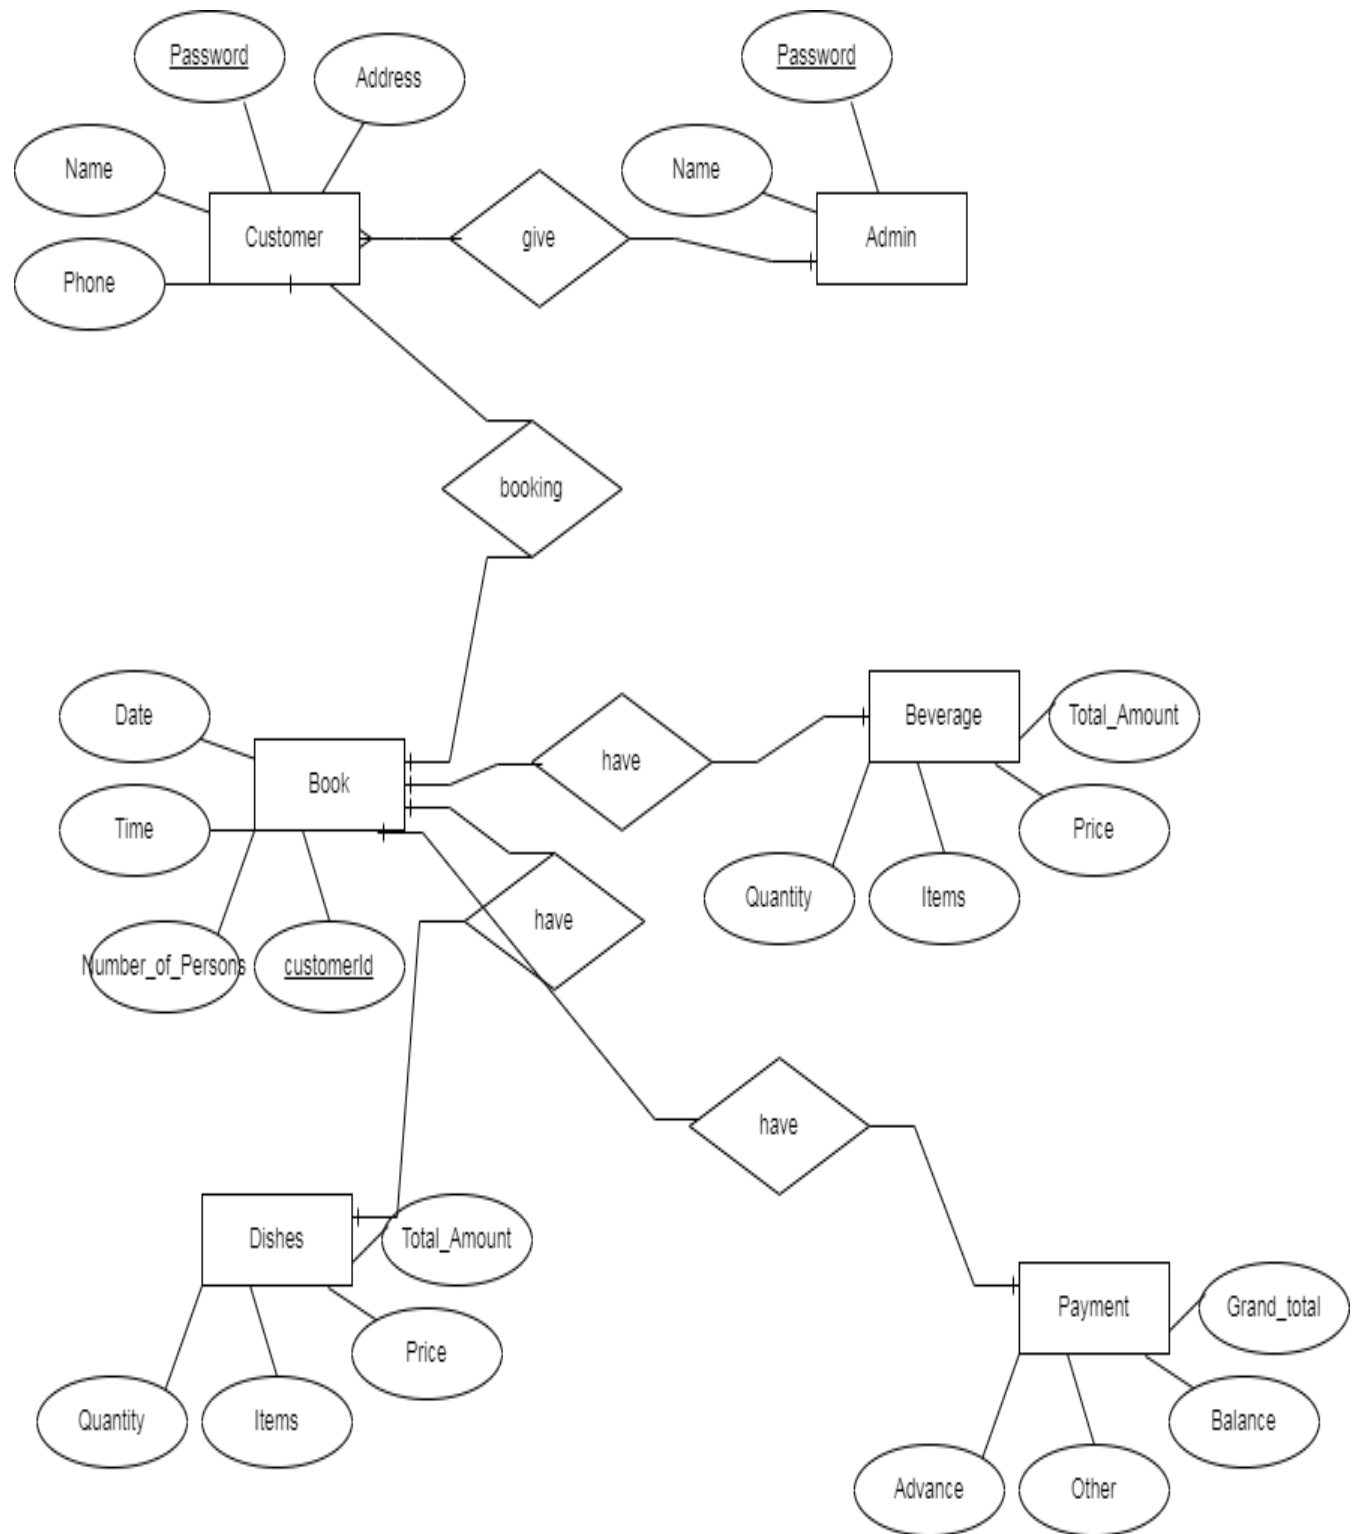 Password
Address
Password
Name
Name
Customer
give
Admin
Phone
booking
Date
Beverage
Total_Amount
Book
have
Time
Price
Quantity
Items
have
Number_of_Persons
customerId
have
Dishes
Total_Amount
Payment
Grand_total
Price
Quantity
Items
Balance
Advance
Other